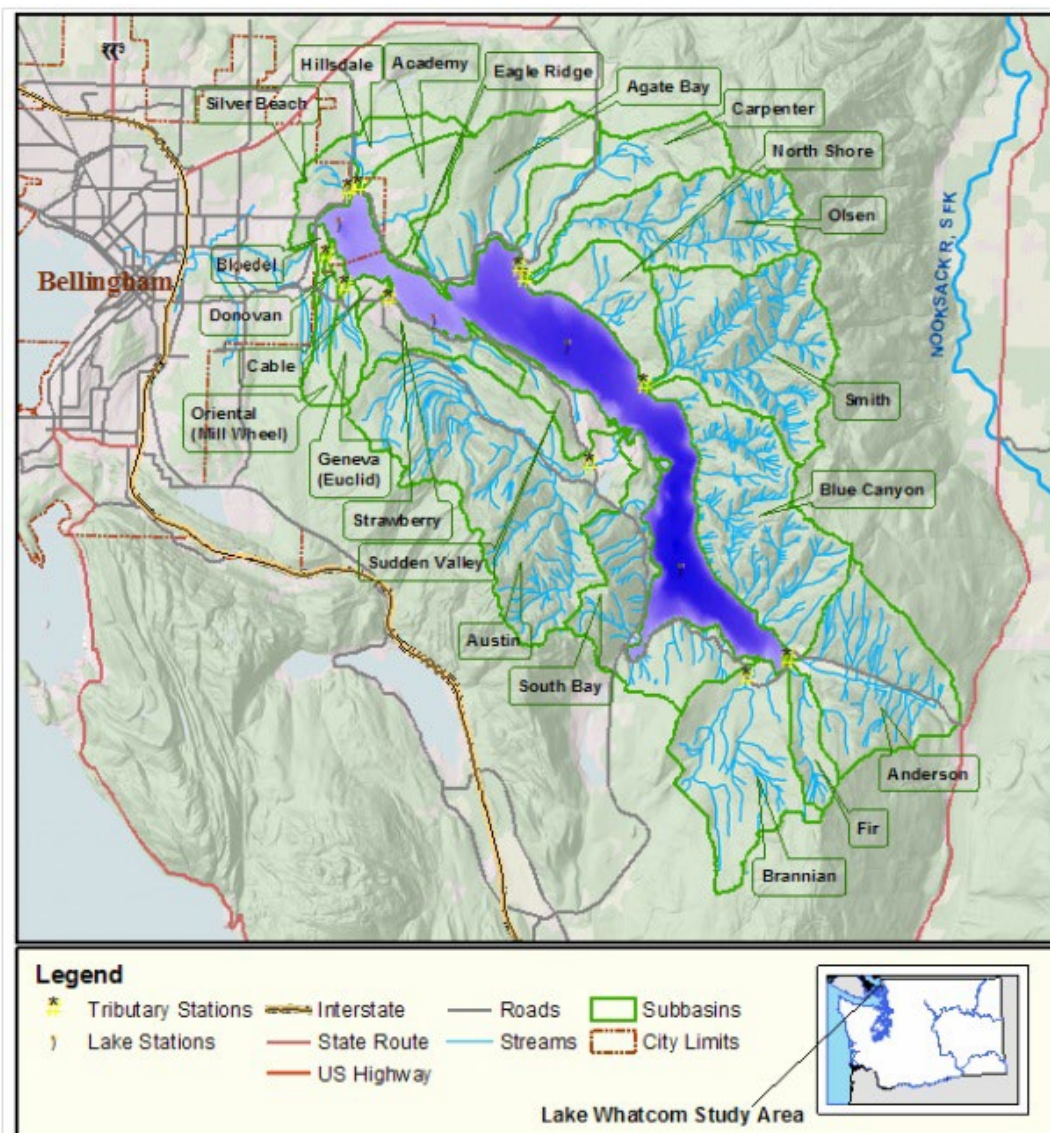 Hillsdale
Academy
Eagle Ridge
Agate Bay
Silver Beach
Carpenter
North Shore
Olsen
Bloedel
Bellingham
NOOKSACK R, S FK
Donovan
Cable
Smith
Oriental
(Mill Wheel)
Geneva
(Euclid)
Blue Canyon
Strawberry
Sudden Valley
Austin
South Bay
Anderson
Fir
Brannian
Legend
Tributary Stations
Interstate
Roads
Subbasins
Lake Stations
State Route
Streams
City Limits
US Highway
Lake Whatcom Study Area